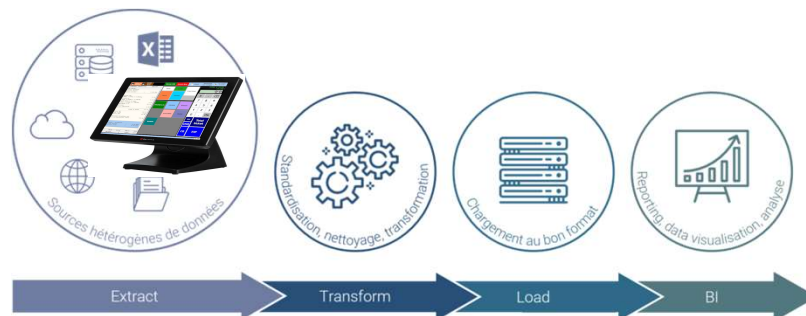 Sources hétérogènes de données
Standardisation, nettoyage, transformation
Chargement au bon format
Reporting, data visualisation, analyse
Extract
Transform
Load
BI